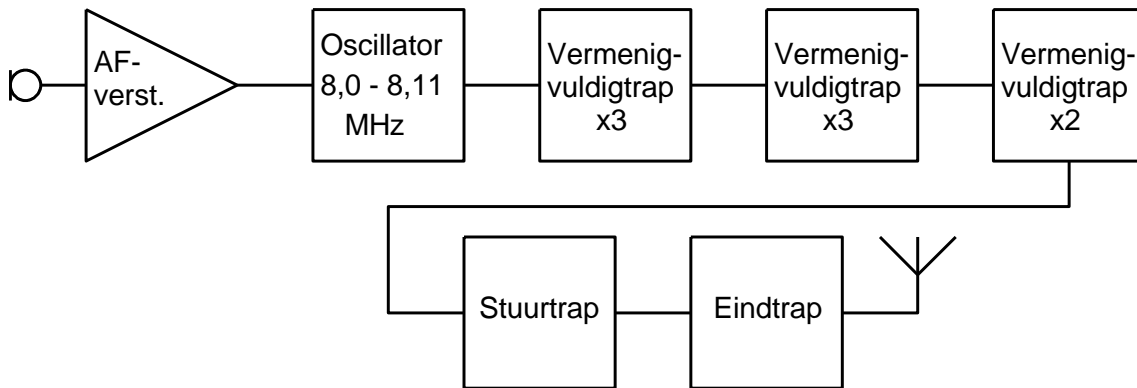 AF-
verst.
Oscillator
8,0 - 8,11
MHz
Vermenig-
vuldigtrap
x3
Vermenig-
vuldigtrap
x3
Vermenig-
vuldigtrap
x2
Stuurtrap
Eindtrap